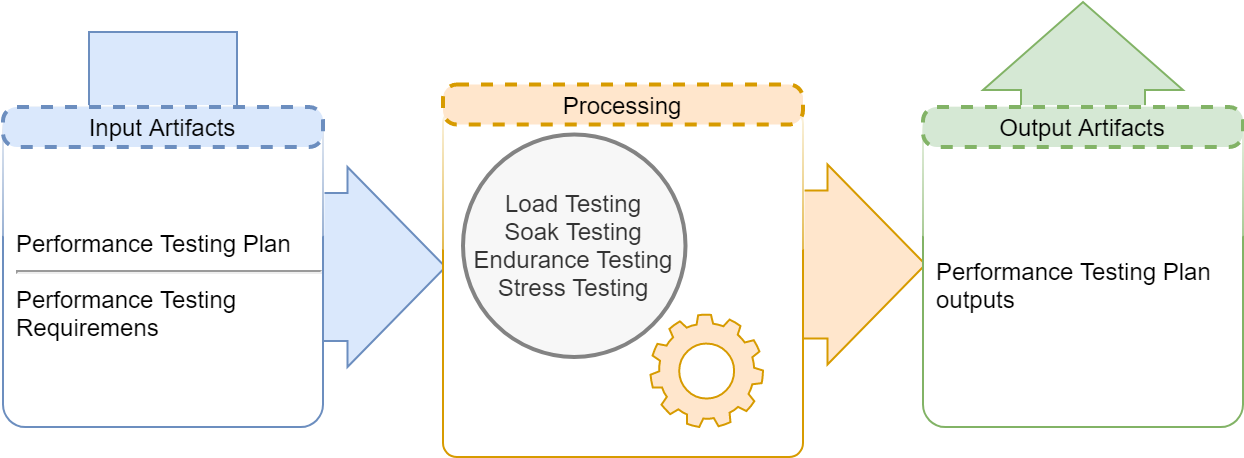 Input Artifacts
Performance Testing Plan
Performance Testing
Requiremens
Processing
Load Testing
Soak Testing
Endurance Testing
Stress Testing
Output Artifacts
Performance Testing Plan
outputs